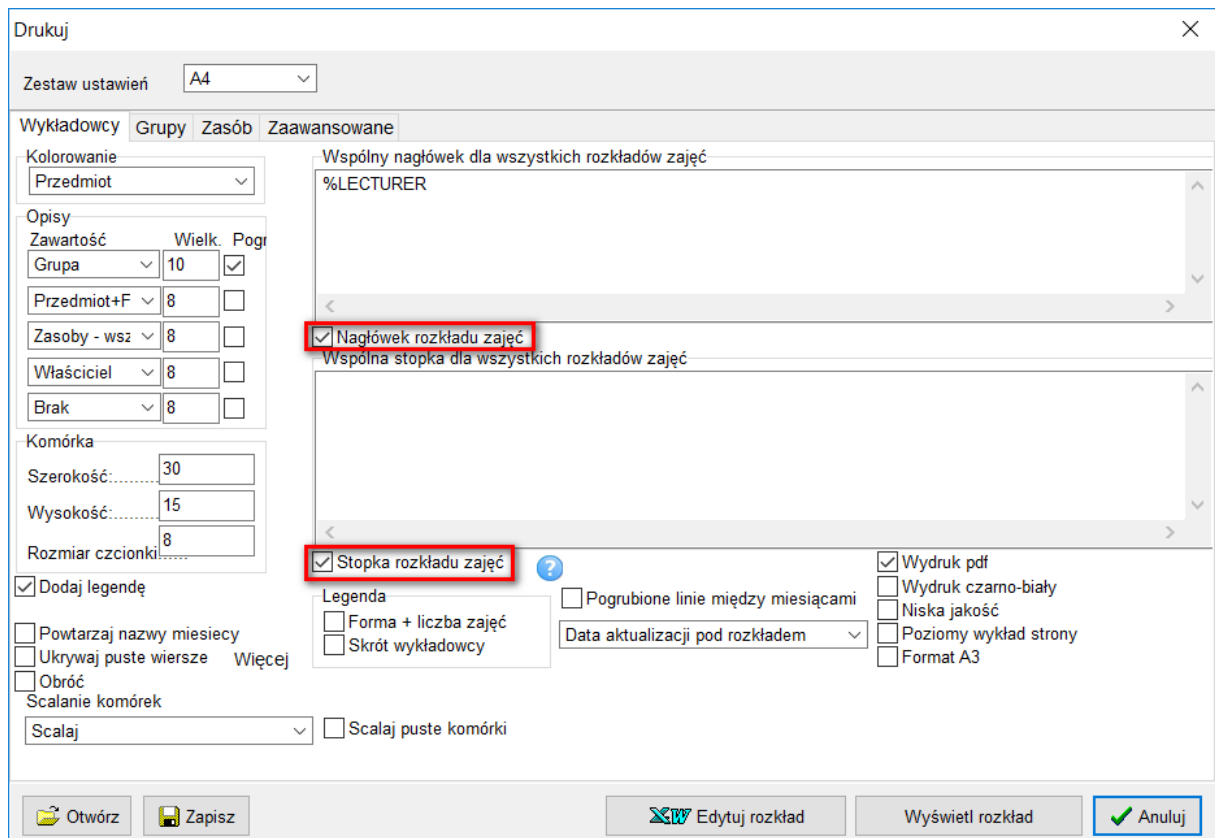 Drukuj
Zestaw ustawień A4
Wykładowcy Grupy Zasób Zaawansowane
Kolorowanie
Przedmiot
Opisy
Zawartość Wielk. Pogr
Grupa 10
Przedmiot+F 8
Zasoby - wsz 8
Właściciel 8
Brak 8
Komórka
Szerokość: 30
Wysokość: 15
Rozmiar czcionki: 8
Dodaj legendę
Powtarzaj nazwy miesiecy
Ukrywaj puste wiersze Więcej
Obróć
Scalanie komórek
Scalaj
Wspólny nagłówek dla wszystkich rozkładów zajęć
%LECTURER
Nagłówek rozkładu zajęć
Wspólna stopka dla wszystkich rozkładów zajęć
Stopka rozkładu zajęć ?
Legenda
Forma + liczba zajęć
Skrót wykładowcy
Pogrubione linie między miesiącami
Data aktualizacji pod rozkładem
Scalaj puste komórki
Wydruk pdf
Wydruk czarno-biały
Niska jakość
Poziomy wykład strony
Format A3
Otwórz Zapisz XW Edytuj rozkład Wyświetl rozkład Anuluj